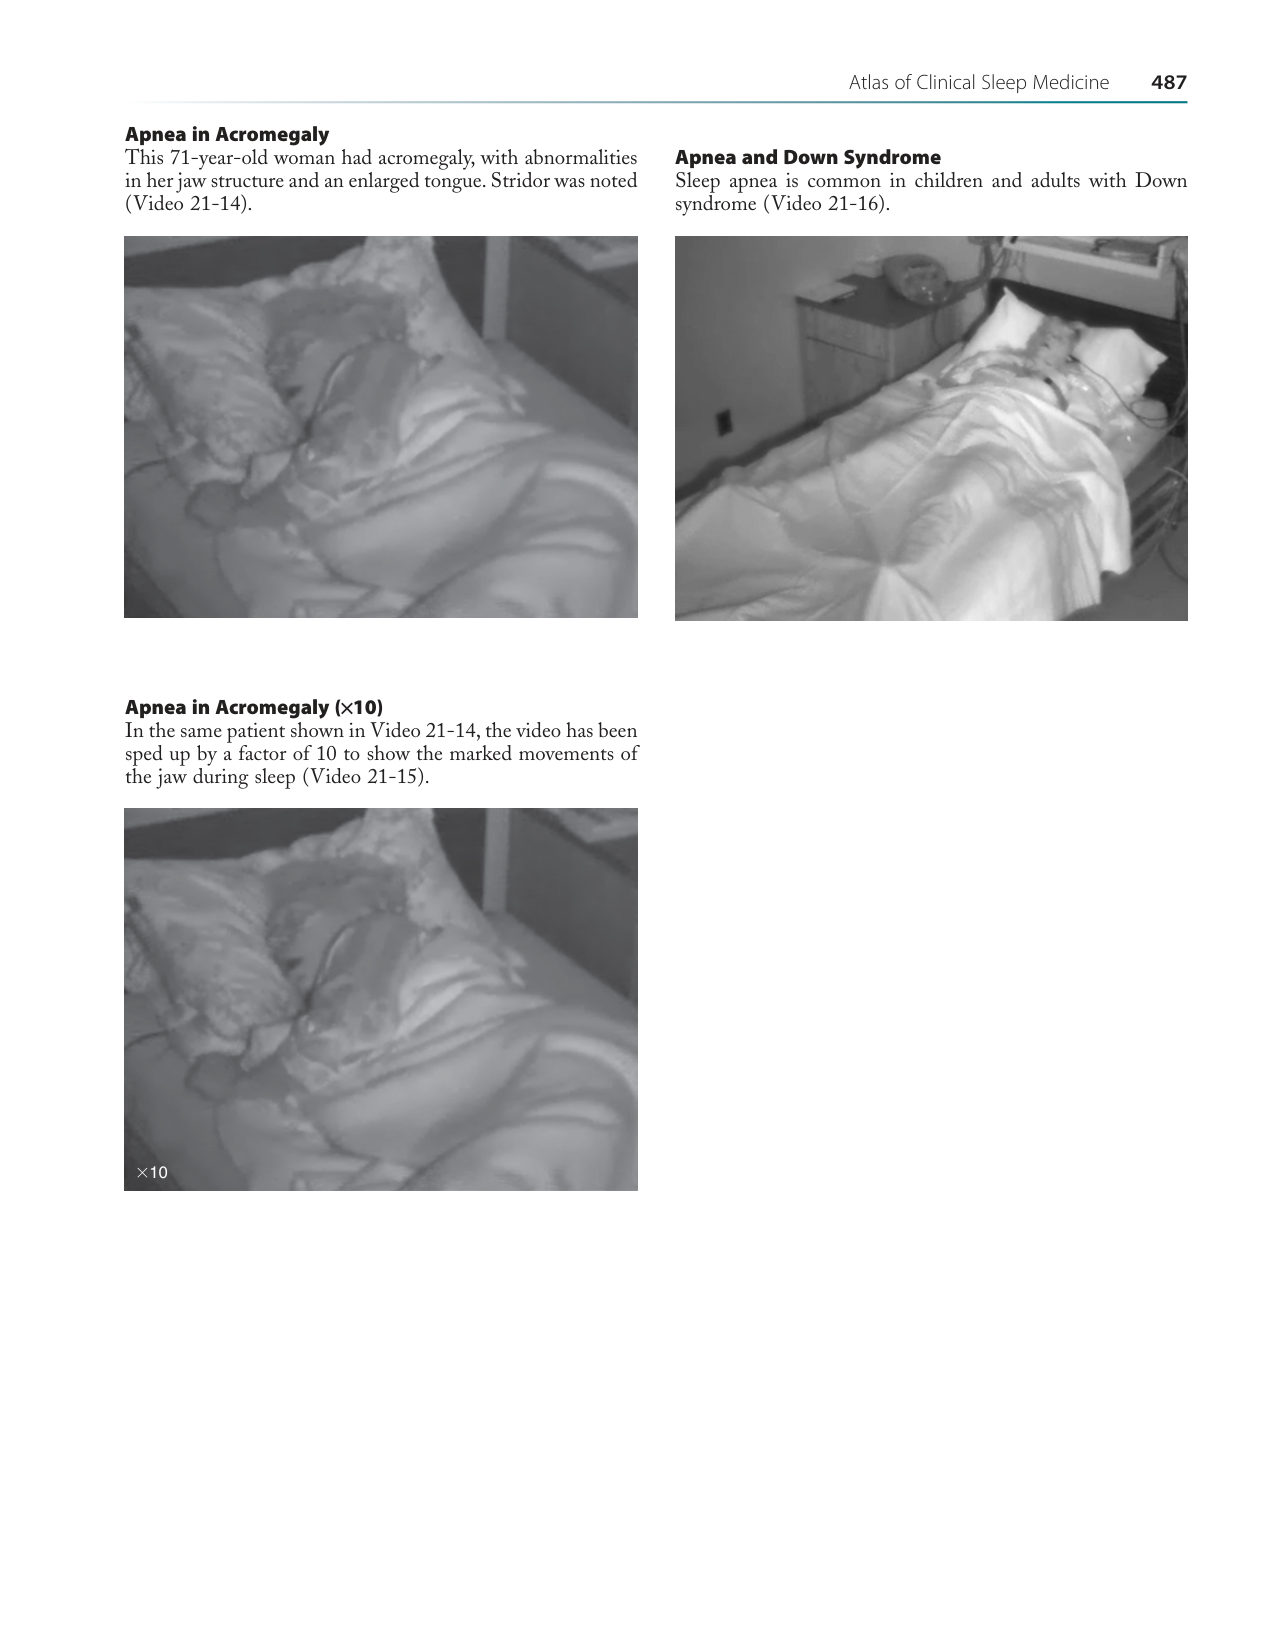 Atlas of Clinical Sleep Medicine 487
Apnea in Acromegaly
This 71-year-old woman had acromegaly, with abnormalities
in her jaw structure and an enlarged tongue. Stridor was noted
(Video 21-14).
Apnea in Acromegaly (×10)
In the same patient shown in Video 21-14, the video has been
sped up by a factor of 10 to show the marked movements of
the jaw during sleep (Video 21-15).
×10
Apnea and Down Syndrome
Sleep apnea is common in children and adults with Down
syndrome (Video 21-16).